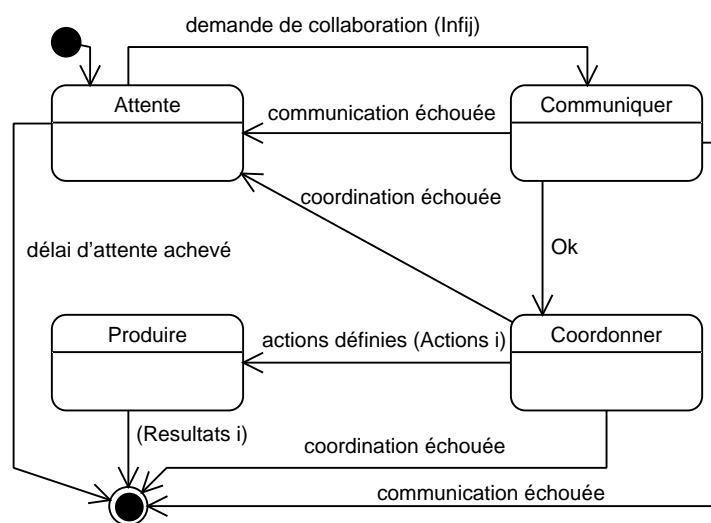 demande de collaboration (Infij)
Attente
Communiquer
communication échouée
coordination échouée
délai d'attente achevé
Ok
Produire
Coordonner
actions définies (Actions i)
(Resultats i)
coordination échouée
communication échouée